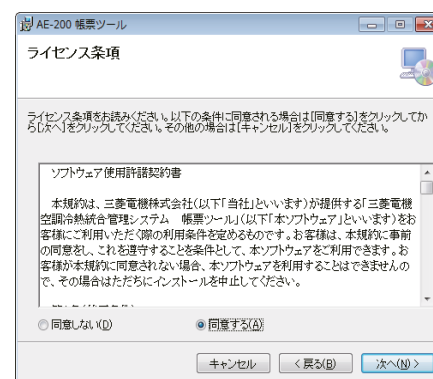 AE-200 帳票ツール
ライセンス条項
ライセンス条項をお読みください。以下の条件に同意される場合は[同意する]をクリックしてか
ら[次へ]をクリックしてください。その他の場合は[キャンセル]をクリックしてください。
ソフトウェア使用許諾契約書
本規約は、三菱電機株式会社(以下「当社」といいます)が提供する「三菱電機
空調冷熱統合管理システム　帳票ツール」(以下「本ソフトウェア」といいます)をお
客様にご利用いただく際の利用条件を定めるものです。お客様は、本規約に事前
の同意をし、これを遵守することを条件として、本ソフトウェアをご利用できます。お
客様が本規約に同意されない場合、本ソフトウェアを利用することはできませんの
で、その場合はただちにインストールを中止してください。
同意しない(D)
同意する(A)
キャンセル
< 戻る(B)
次へ(N) >